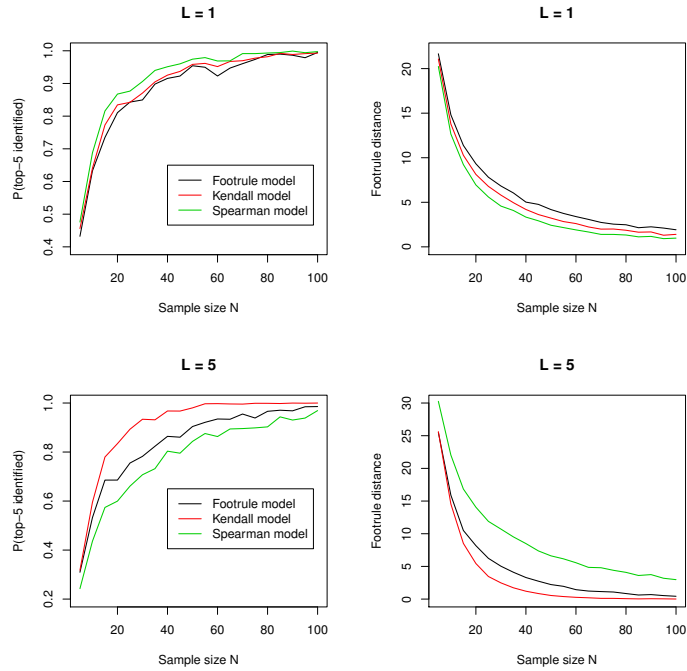 L = 1
P(top−5 identified)
1.0
0.9
0.8
0.7
0.6
0.5
0.4
Footrule model
Kendall model
Spearman model
20 40 60 80 100
Sample size N
L = 1
Footrule distance
20
15
10
5
0
20 40 60 80 100
Sample size N
L = 5
P(top−5 identified)
1.0
0.8
0.6
0.4
0.2
Footrule model
Kendall model
Spearman model
20 40 60 80 100
Sample size N
L = 5
Footrule distance
30
25
20
15
10
5
0
20 40 60 80 100
Sample size N